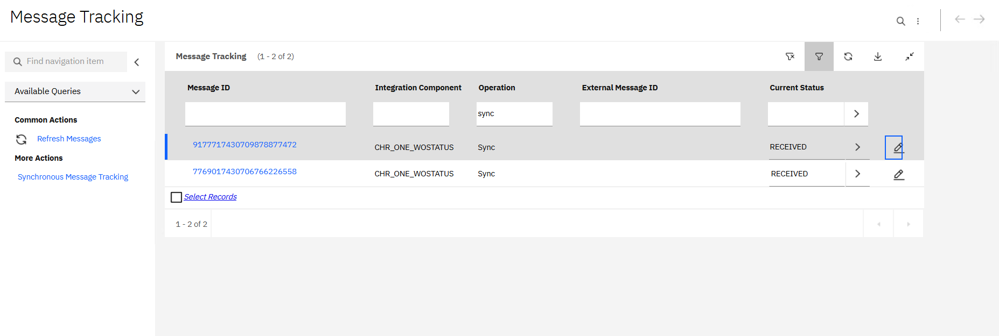 Message Tracking
Find navigation item
Available Queries
Common Actions
Refresh Messages
More Actions
Synchronous Message Tracking
Message Tracking (1 - 2 of 2)
Message ID Integration Component Operation External Message ID Current Status
sync
9177717430709878877472 CHR_ONE_WOSTATUS Sync RECEIVED
7769017430706766226558 CHR_ONE_WOSTATUS Sync RECEIVED
Select Records
1 - 2 of 2